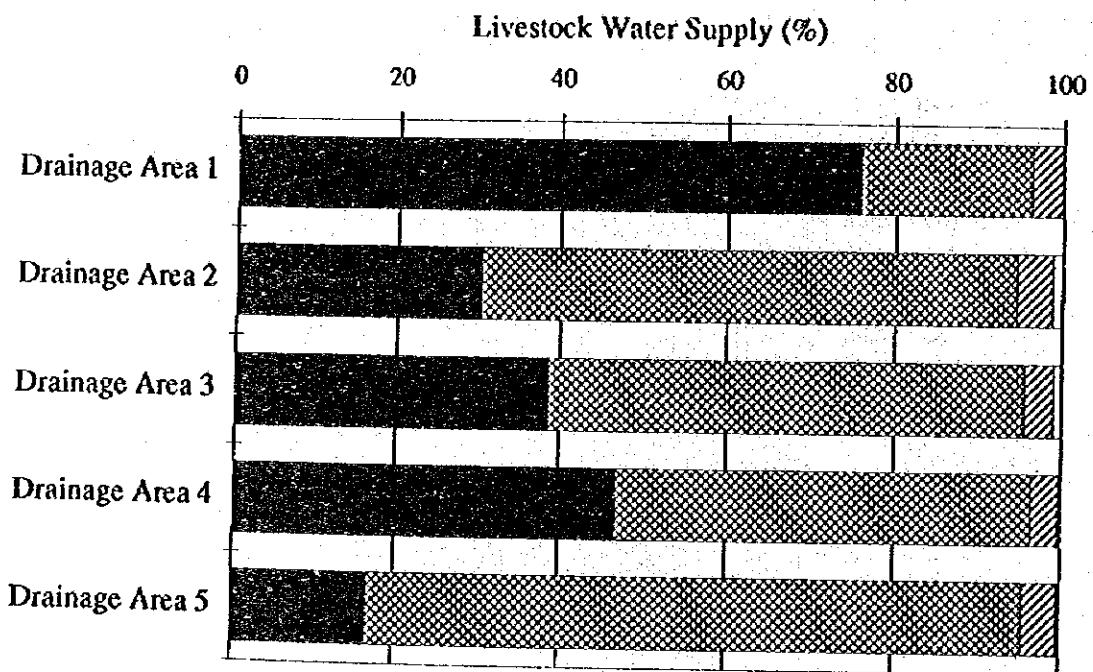 Livestock Water Supply (%)
0 20 40 60 80 100
Drainage Area 1
Drainage Area 2
Drainage Area 3
Drainage Area 4
Drainage Area 5